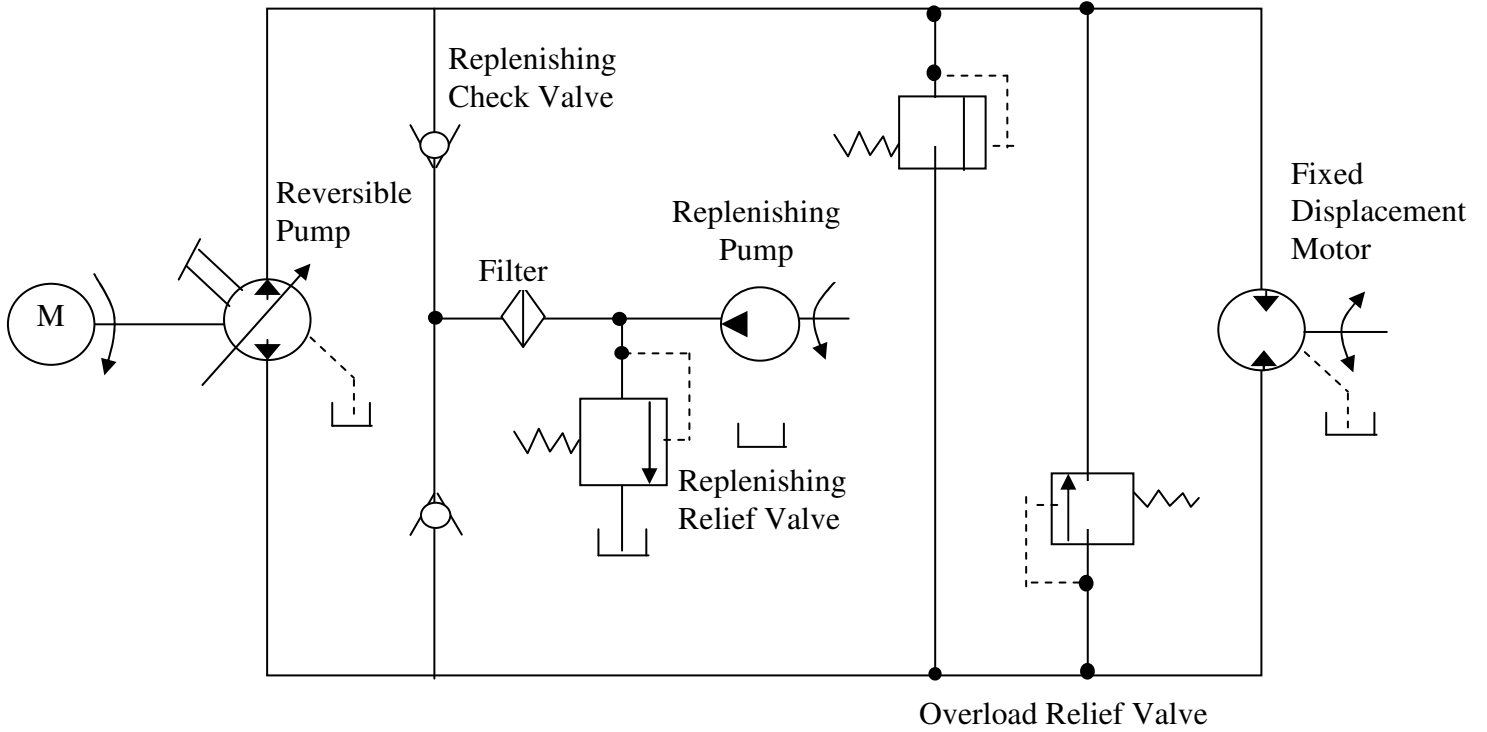 Replenishing
Check Valve
Reversible
Pump
Replenishing
Pump
Fixed
Displacement
Motor
Filter
M
Replenishing
Relief Valve
Overload Relief Valve